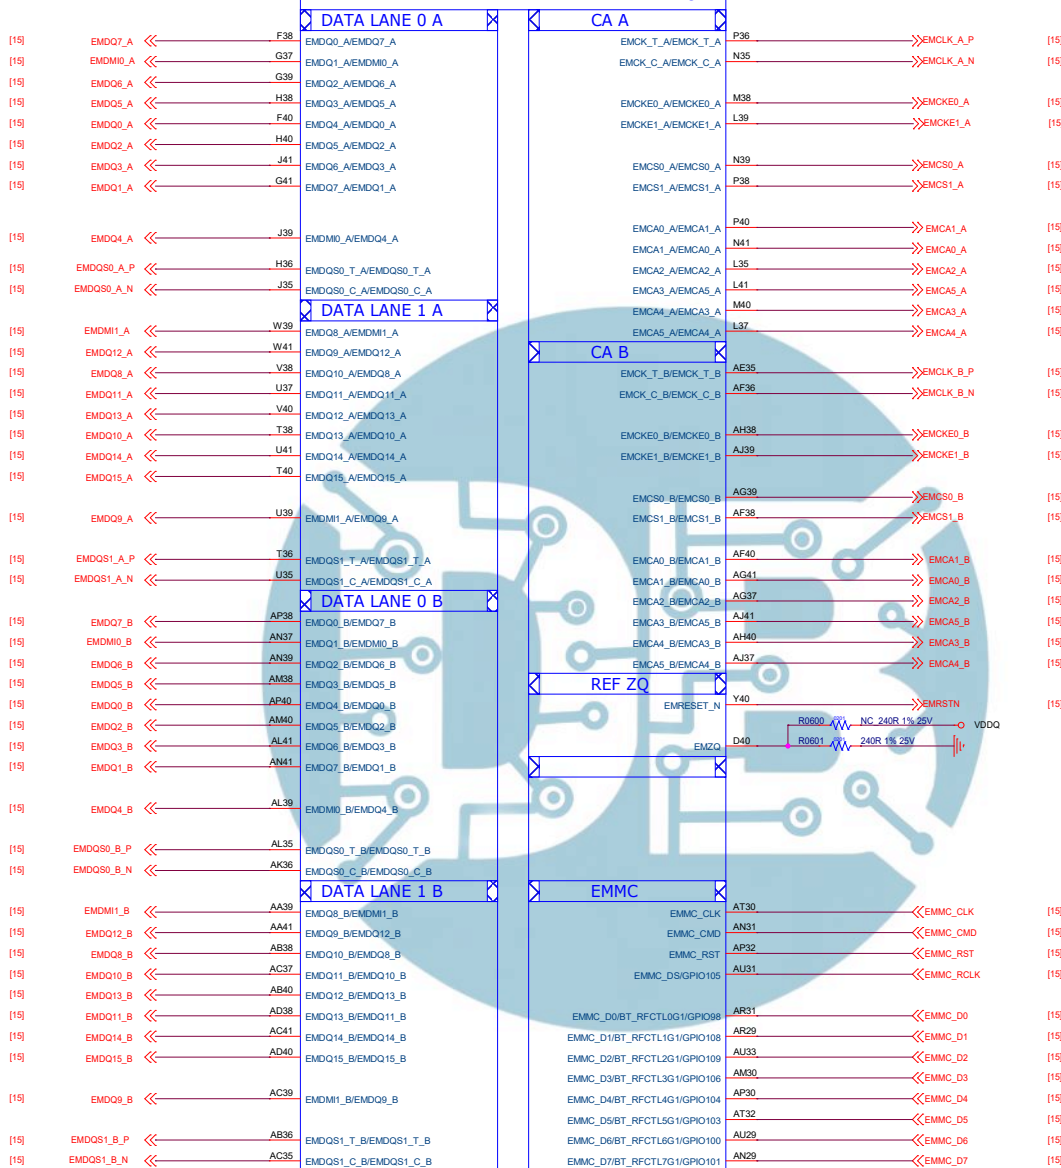 DATA LANE 0 A
CA A
[15] EMDQ7_A F38 EMDQ0_A/EMDQ7_A
EMCK_T_A/EMCK_T_A P36 EMCLK_A_P [15]
[15] EMDMI0_A G37 EMDQ1_A/EMDMI0_A
EMCK_C_A/EMCK_C_A N35 EMCLK_A_N [15]
[15] EMDQ6_A G39 EMDQ2_A/EMDQ6_A
[15] EMDQ5_A H38 EMDQ3_A/EMDQ5_A
EMCKE0_A/EMCKE0_A M38 EMCKE0_A [15]
[15] EMDQ0_A F40 EMDQ4_A/EMDQ0_A
EMCKE1_A/EMCKE1_A L39 EMCKE1_A [15
[15] EMDQ2_A H40 EMDQ5_A/EMDQ2_A
[15] EMDQ3_A J41 EMDQ6_A/EMDQ3_A
EMCS0_A/EMCS0_A N39 EMCS0_A [15]
[15] EMDQ1_A G41 EMDQ7_A/EMDQ1_A
EMCS1_A/EMCS1_A P38 EMCS1_A [15]
EMCA0_A/EMCA1_A P40 EMCA1_A [15]
[15] EMDQ4_A J39 EMDMI0_A/EMDQ4_A
EMCA1_A/EMCA0_A N41 EMCA0_A [15]
[15] EMDQS0_A_P H36 EMDQS0_T_A/EMDQS0_T_A
EMCA2_A/EMCA2_A L35 EMCA2_A [15]
[15] EMDQS0_A_N J35 EMDQS0_C_A/EMDQS0_C_A
EMCA3_A/EMCA5_A L41 EMCA5_A [15]
DATA LANE 1 A
EMCA4_A/EMCA3_A M40 EMCA3_A [15]
[15] EMDMI1_A W39 EMDQ8_A/EMDMI1_A
EMCA5_A/EMCA4_A L37 EMCA4_A [15]
[15] EMDQ12_A W41 EMDQ9_A/EMDQ12_A
CA B
[15] EMDQ8_A V38 EMDQ10_A/EMDQ8_A
EMCK_T_B/EMCK_T_B AE35 EMCLK_B_P [15]
[15] EMDQ11_A U37 EMDQ11_A/EMDQ11_A
EMCK_C_B/EMCK_C_B AF36 EMCLK_B_N [15]
[15] EMDQ13_A V40 EMDQ12_A/EMDQ13_A
[15] EMDQ10_A T38 EMDQ13_A/EMDQ10_A
EMCKE0_B/EMCKE0_B AH38 EMCKE0_B [15]
[15] EMDQ14_A U41 EMDQ14_A/EMDQ14_A
EMCKE1_B/EMCKE1_B AJ39 EMCKE1_B [15]
[15] EMDQ15_A T40 EMDQ15_A/EMDQ15_A
EMCS0_B/EMCS0_B AG39 EMCS0_B [15]
[15] EMDQ9_A U39 EMDMI1_A/EMDQ9_A
EMCS1_B/EMCS1_B AF38 EMCS1_B [15]
[15] EMDQS1_A_P T36 EMDQS1_T_A/EMDQS1_T_A
EMCA0_B/EMCA1_B AF40 EMCA1_B [15]
[15] EMDQS1_A_N U35 EMDQS1_C_A/EMDQS1_C_A
EMCA1_B/EMCA0_B AG41 EMCA0_B [15]
DATA LANE 0 B
EMCA2_B/EMCA2_B AG37 EMCA2_B [15]
[15] EMDQ7_B AP38 EMDQ0_B/EMDQ7_B
EMCA3_B/EMCA5_B AJ41 EMCA5_B [15]
[15] EMDMI0_B AN37 EMDQ1_B/EMDMI0_B
EMCA4_B/EMCA3_B AH40 EMCA3_B [15]
[15] EMDQ6_B AN39 EMDQ2_B/EMDQ6_B
EMCA5_B/EMCA4_B AJ37 EMCA4_B [15]
[15] EMDQ5_B AM38 EMDQ3_B/EMDQ5_B
REF ZQ
[15] EMDQ0_B AP40 EMDQ4_B/EMDQ0_B
EMRESET_N Y40 EMRSTN [15]
[15] EMDQ2_B AM40 EMDQ5_B/EMDQ2_B
R0600 0201 NC_240R 1% 25V VDDQ
[15] EMDQ3_B AL41 EMDQ6_B/EMDQ3_B
EMZQ D40 R0601 0201 240R 1% 25V
[15] EMDQ1_B AN41 EMDQ7_B/EMDQ1_B
[15] EMDQ4_B AL39 EMDMI0_B/EMDQ4_B
[15] EMDQS0_B_P AL35 EMDQS0_T_B/EMDQS0_T_B
[15] EMDQS0_B_N AK36 EMDQS0_C_B/EMDQS0_C_B
DATA LANE 1 B
EMMC
[15] EMDMI1_B AA39 EMDQ8_B/EMDMI1_B
EMMC_CLK AT30 EMMC_CLK [15]
[15] EMDQ12_B AA41 EMDQ9_B/EMDQ12_B
EMMC_CMD AN31 EMMC_CMD [15]
[15] EMDQ8_B AB38 EMDQ10_B/EMDQ8_B
EMMC_RST AP32 EMMC_RST [15]
[15] EMDQ10_B AC37 EMDQ11_B/EMDQ10_B
EMMC_DS/GPIO105 AU31 EMMC_RCLK [15]
[15] EMDQ13_B AB40 EMDQ12_B/EMDQ13_B
[15] EMDQ11_B AD38 EMDQ13_B/EMDQ11_B
EMMC_D0/BT_RFCTL0G1/GPIO98 AR31 EMMC_D0 [15]
[15] EMDQ14_B AC41 EMDQ14_B/EMDQ14_B
EMMC_D1/BT_RFCTL1G1/GPIO108 AR29 EMMC_D1 [15]
[15] EMDQ15_B AD40 EMDQ15_B/EMDQ15_B
EMMC_D2/BT_RFCTL2G1/GPIO109 AU33 EMMC_D2 [15]
EMMC_D3/BT_RFCTL3G1/GPIO106 AM30 EMMC_D3 [15]
[15] EMDQ9_B AC39 EMDMI1_B/EMDQ9_B
EMMC_D4/BT_RFCTL4G1/GPIO104 AP30 EMMC_D4 [15]
EMMC_D5/BT_RFCTL5G1/GPIO103 AT32 EMMC_D5 [15]
[15] EMDQS1_B_P AB36 EMDQS1_T_B/EMDQS1_T_B
EMMC_D6/BT_RFCTL6G1/GPIO100 AU29 EMMC_D6 [15]
[15] EMDQS1_B_N AC35 EMDQS1_C_B/EMDQS1_C_B
EMMC_D7/BT_RFCTL7G1/GPIO101 AN29 EMMC_D7 [15]